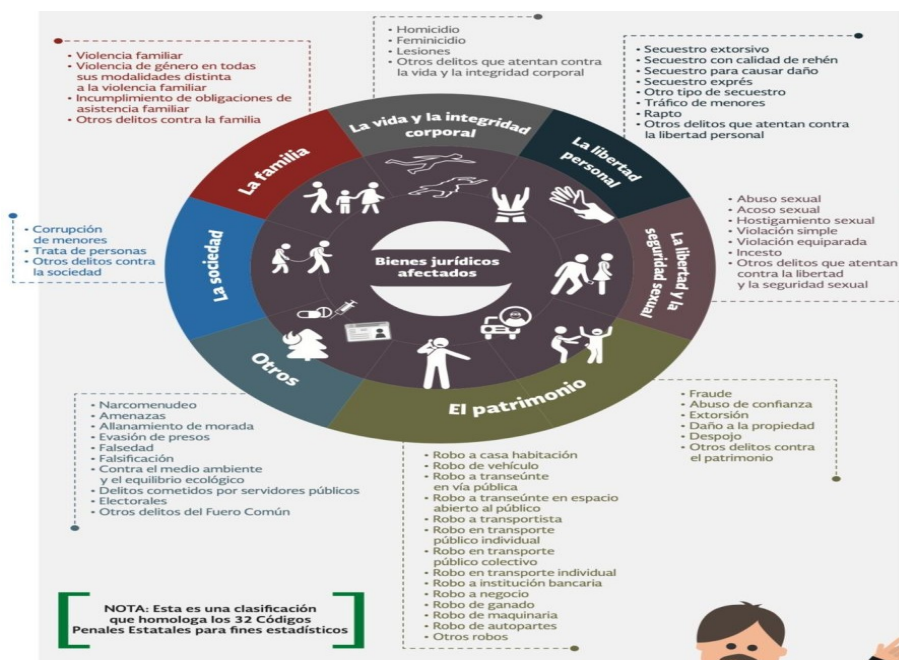 • Homicidio
• Feminicidio
• Lesiones
• Otros delitos que atentan contra
la vida y la integridad corporal
• Violencia familiar
• Violencia de género en todas
sus modalidades distinta
a la violencia familiar
• Incumplimiento de obligaciones de
asistencia familiar
• Otros delitos contra la familia
• Secuestro extorsivo
• Secuestro con calidad de rehén
• Secuestro para causar daño
• Secuestro exprés
• Otro tipo de secuestro
• Tráfico de menores
• Rapto
• Otros delitos que atentan contra
la libertad personal
La familia
La vida y la integridad
corporal
La libertad
personal
• Corrupción
de menores
• Trata de personas
• Otros delitos contra
la sociedad
La sociedad
Bienes jurídicos
afectados
La libertad y la
seguridad sexual
• Abuso sexual
• Acoso sexual
• Hostigamiento sexual
• Violación simple
• Violación equiparada
• Incesto
• Otros delitos que atentan
contra la libertad
y la seguridad sexual
Otros
El patrimonio
• Narcomenudeo
• Amenazas
• Allanamiento de morada
• Evasión de presos
• Falsedad
• Falsificación
• Contra el medio ambiente
y el equilibrio ecológico
• Delitos cometidos por servidores públicos
• Electorales
• Otros delitos del Fuero Común
• Fraude
• Abuso de confianza
• Extorsión
• Daño a la propiedad
• Despojo
• Otros delitos contra
el patrimonio
• Robo a casa habitación
• Robo de vehículo
• Robo a transeúnte
en vía pública
• Robo a transeúnte en espacio
abierto al público
• Robo a transportista
• Robo en transporte
público individual
• Robo en transporte
público colectivo
• Robo en transporte individual
• Robo a institución bancaria
• Robo a negocio
• Robo de ganado
• Robo de maquinaria
• Robo de autopartes
• Otros robos
NOTA: Esta es una clasificación
que homologa los 32 Códigos
Penales Estatales para fines estadísticos